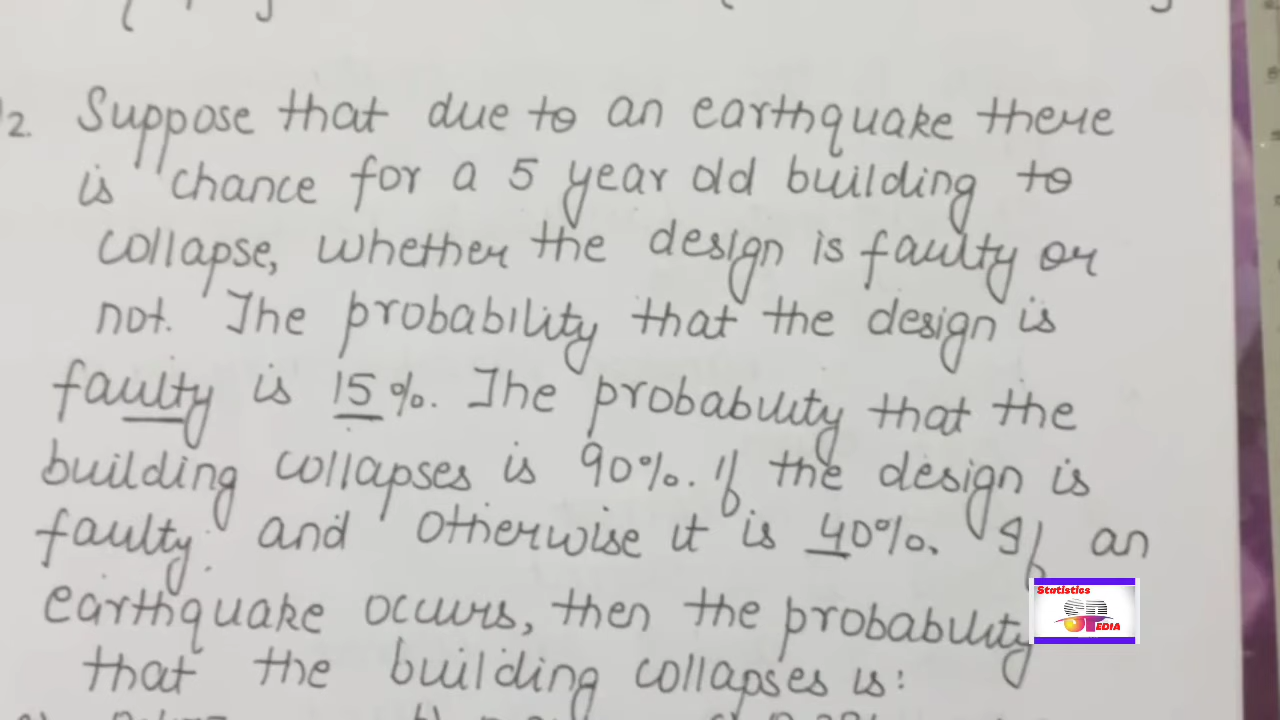 2. Suppose that due to an earthquake there
is chance for a 5 year old building to
collapse, whether the design is faulty or
not. The probability that the design is
faulty is 15%. The probability that the
building collapses is 90%. if the design is
faulty. and otherwise it is 40%. If an
earthquake occurs, then the probability
that the building collapses is:
Statistics
PEDIA